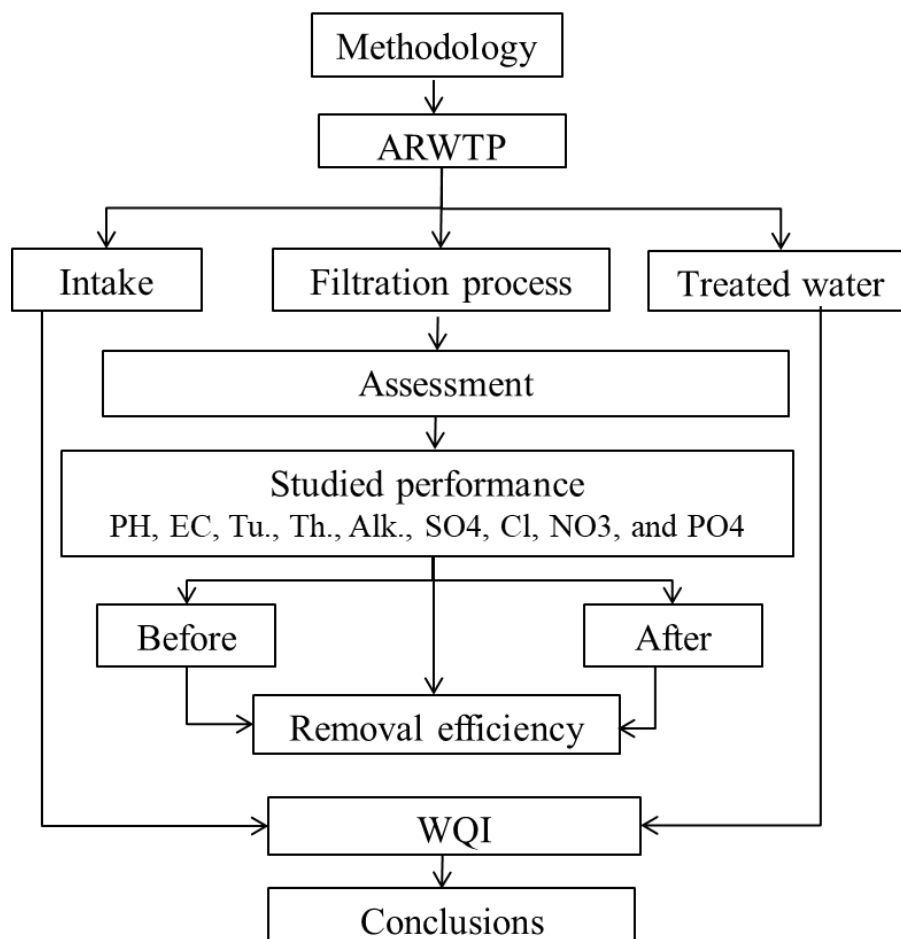 Methodology
ARWTP
Intake
Filtration process
Treated water
Assessment
Studied performance
PH, EC, Tu., Th., Alk., SO4, Cl, NO3, and PO4
Before
After
Removal efficiency
WQI
Conclusions